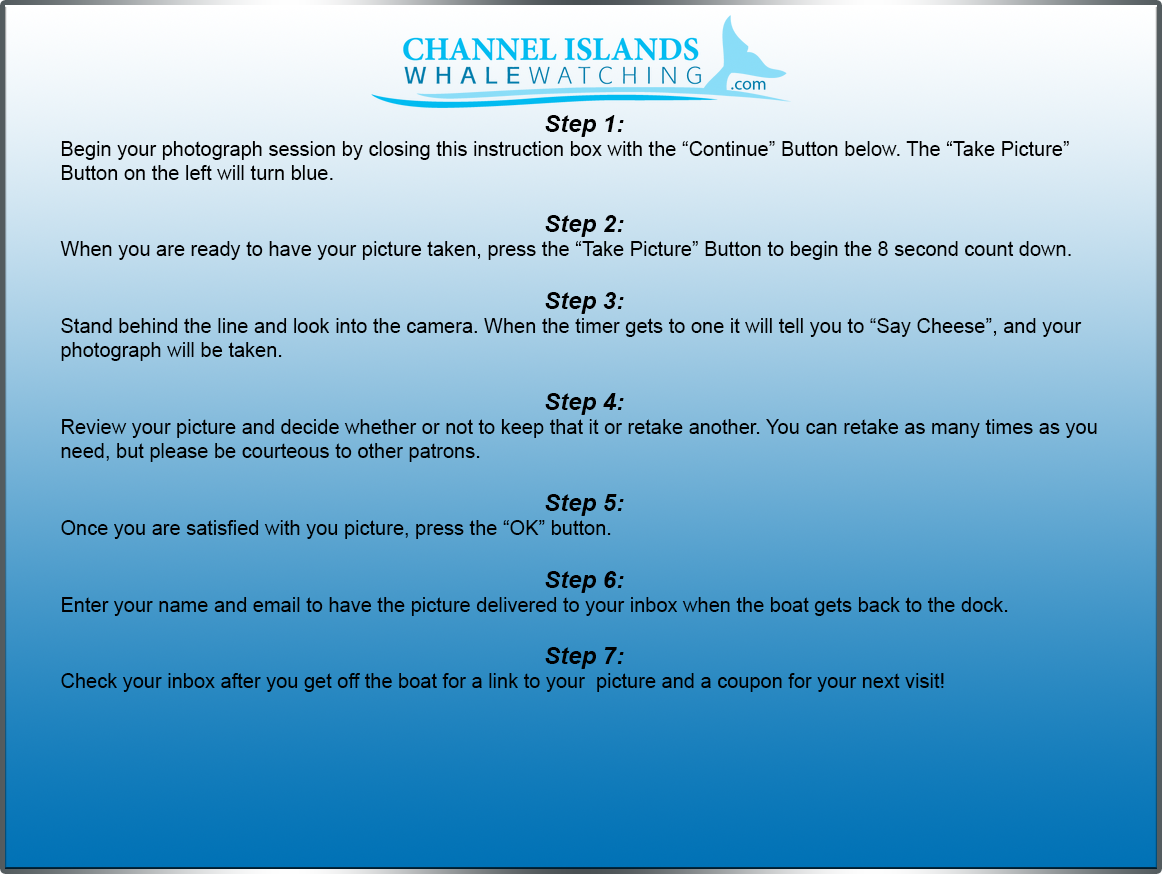 CHANNEL ISLANDS
WHALEWATCHING
.com
Step 1:
Begin your photograph session by closing this instruction box with the “Continue” Button below. The “Take Picture”
Button on the left will turn blue.
Step 2:
When you are ready to have your picture taken, press the “Take Picture” Button to begin the 8 second count down.
Step 3:
Stand behind the line and look into the camera. When the timer gets to one it will tell you to “Say Cheese”, and your
photograph will be taken.
Step 4:
Review your picture and decide whether or not to keep that it or retake another. You can retake as many times as you
need, but please be courteous to other patrons.
Step 5:
Once you are satisfied with you picture, press the “OK” button.
Step 6:
Enter your name and email to have the picture delivered to your inbox when the boat gets back to the dock.
Step 7:
Check your inbox after you get off the boat for a link to your  picture and a coupon for your next visit!